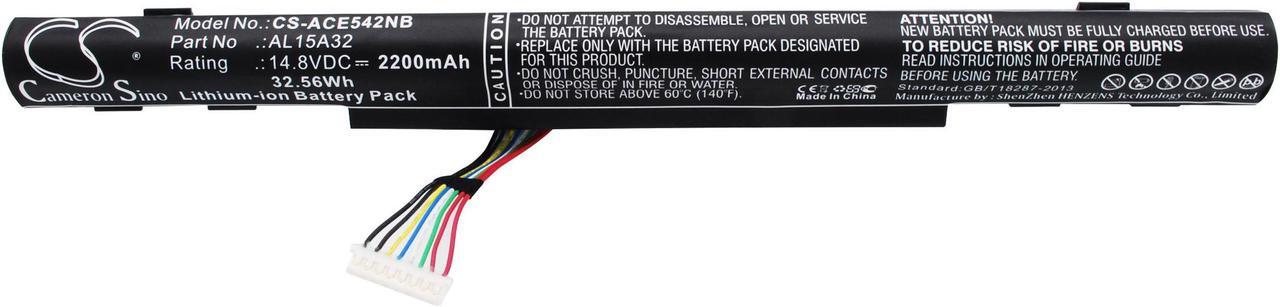 CS
Cameron Sino
Model No.: CS-ACE542NB
Part No : AL15A32
Rating : 14.8VDC⎓ 2200mAh
32.56Wh
Lithium-ion Battery Pack
CAUTION
•DO NOT ATTEMPT TO DISASSEMBLE, OPEN OR SERVICE
THE BATTERY PACK.
•REPLACE ONLY WITH THE BATTERY PACK DESIGNATED
FOR THIS PRODUCT.
•DO NOT CRUSH, PUNCTURE, SHORT EXTERNAL CONTACTS
OR DISPOSE OF IN FIRE OR WATER.
•DO NOT STORE ABOVE 60°C (140°F).
CE
Made In China
ATTENTION!
NEW BATTERY PACK MUST BE FULLY CHARGED BEFORE USE.
TO REDUCE RISK OF FIRE OR BURNS
READ INSTRUCTIONS IN OPERATING GUIDE
BEFORE USING THE BATTERY.
Standard:GB/T18287-2013
Manufacture by:ShenZhen HENZENS Technology Co., Limited